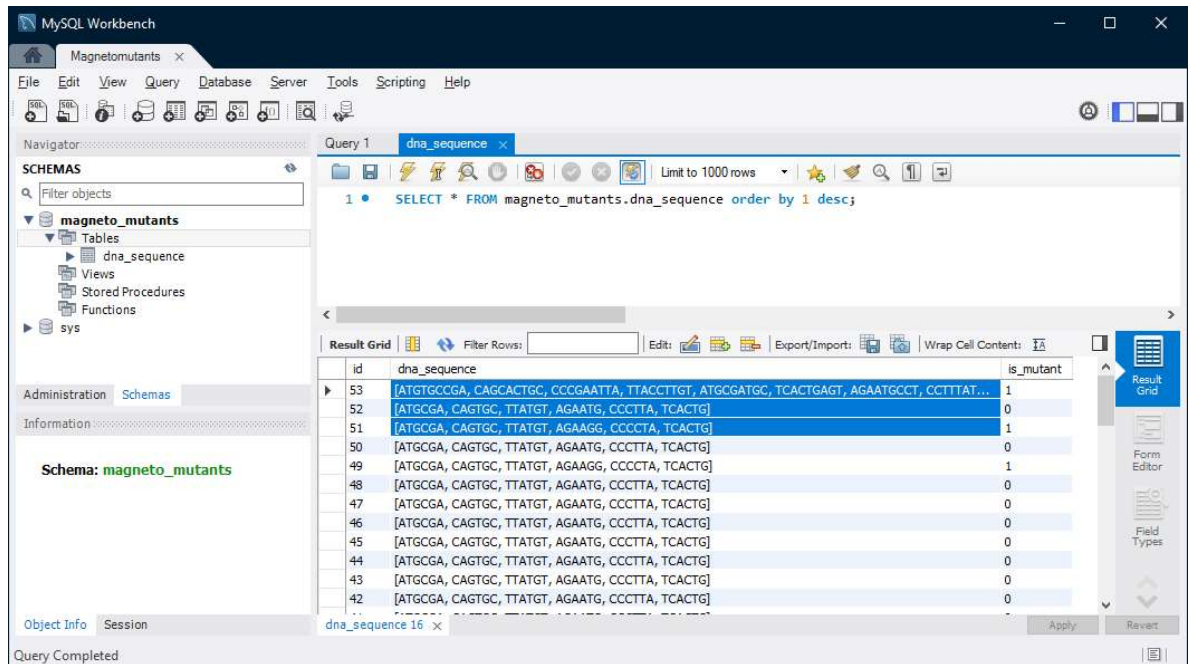 MySQL Workbench
Magnetomutants
File Edit View Query Database Server Tools Scripting Help
Navigator
SCHEMAS
Filter objects
magneto_mutants
Tables
dna_sequence
Views
Stored Procedures
Functions
sys
Administration Schemas
Information
Schema: magneto_mutants
Object Info Session
Query 1 dna_sequence
Limit to 1000 rows
1 SELECT * FROM magneto_mutants.dna_sequence order by 1 desc;
Result Grid Filter Rows: Edit: Export/Import: Wrap Cell Content:
id dna_sequence is_mutant
53 [ATGTGCCGA, CAGCACTGC, CCCGAATTA, TTACCTTGT, ATGCGATGC, TCACTGAGT, AGAATGCCT, CCTTTAT... 1
52 [ATGCGA, CAGTGC, TTATGT, AGAATG, CCCTTA, TCACTG] 0
51 [ATGCGA, CAGTGC, TTATGT, AGAAGG, CCCCTA, TCACTG] 1
50 [ATGCGA, CAGTGC, TTATGT, AGAATG, CCCTTA, TCACTG] 0
49 [ATGCGA, CAGTGC, TTATGT, AGAAGG, CCCCTA, TCACTG] 1
48 [ATGCGA, CAGTGC, TTATGT, AGAATG, CCCTTA, TCACTG] 0
47 [ATGCGA, CAGTGC, TTATGT, AGAATG, CCCTTA, TCACTG] 0
46 [ATGCGA, CAGTGC, TTATGT, AGAATG, CCCTTA, TCACTG] 0
45 [ATGCGA, CAGTGC, TTATGT, AGAATG, CCCTTA, TCACTG] 0
44 [ATGCGA, CAGTGC, TTATGT, AGAATG, CCCTTA, TCACTG] 0
43 [ATGCGA, CAGTGC, TTATGT, AGAATG, CCCTTA, TCACTG] 0
42 [ATGCGA, CAGTGC, TTATGT, AGAATG, CCCTTA, TCACTG] 0
Result
Grid
Form
Editor
Field
Types
dna_sequence 16 Apply Revert
Query Completed